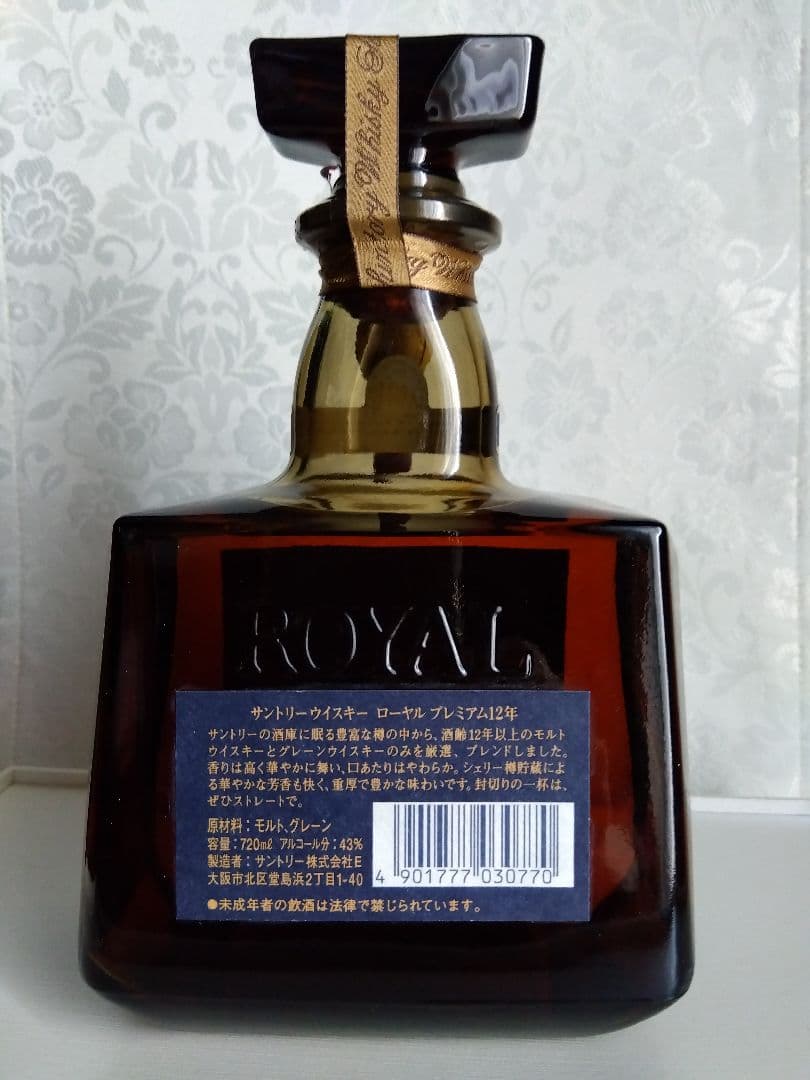 Suntory Whisky
ROYAL
サントリーウイスキー ローヤル プレミアム12年
サントリーの酒庫に眠る豊富な樽の中から、酒齢12年以上のモルト
ウイスキーとグレーンウイスキーのみを厳選、ブレンドしました。
香りは高く華やかに舞い、口あたりはやわらか。シェリー樽貯蔵によ
る華やかな芳香も快く、重厚で豊かな味わいです。封切りの一杯は、
ぜひストレートで。
原材料：モルト、グレーン
容量：720mℓ アルコール分：43%
製造者：サントリー株式会社E
大阪市北区堂島浜2丁目1-40
4 901777 030770
●未成年者の飲酒は法律で禁じられています。